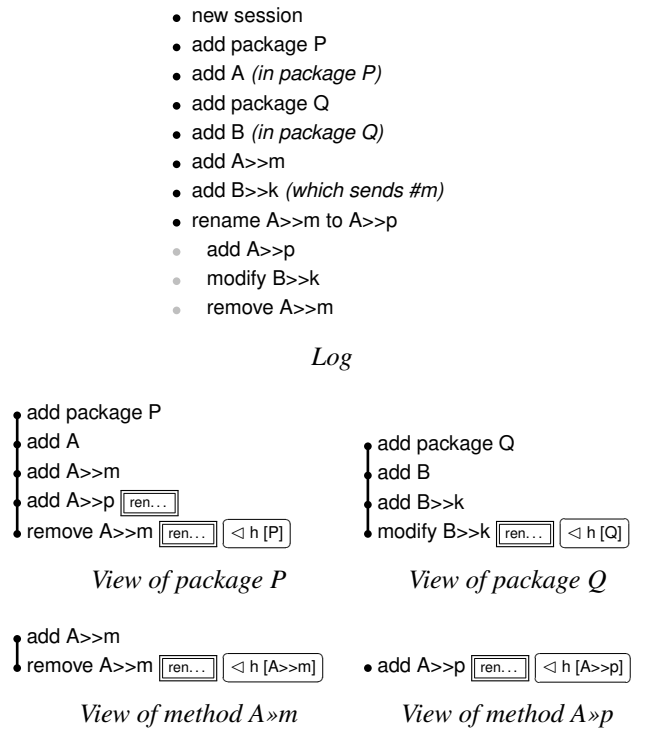 new session
add package P
add A (in package P)
add package Q
add B (in package Q)
add A>>m
add B>>k (which sends #m)
rename A>>m to A>>p
add A>>p
modify B>>k
remove A>>m
Log
add package P
add A
add A>>m
add A>>p ren...
remove A>>m ren... ◁ h [P]
View of package P
add package Q
add B
add B>>k
modify B>>k ren... ◁ h [Q]
View of package Q
add A>>m
remove A>>m ren... ◁ h [A>>m]
View of method A»m
add A>>p ren... ◁ h [A>>p]
View of method A»p